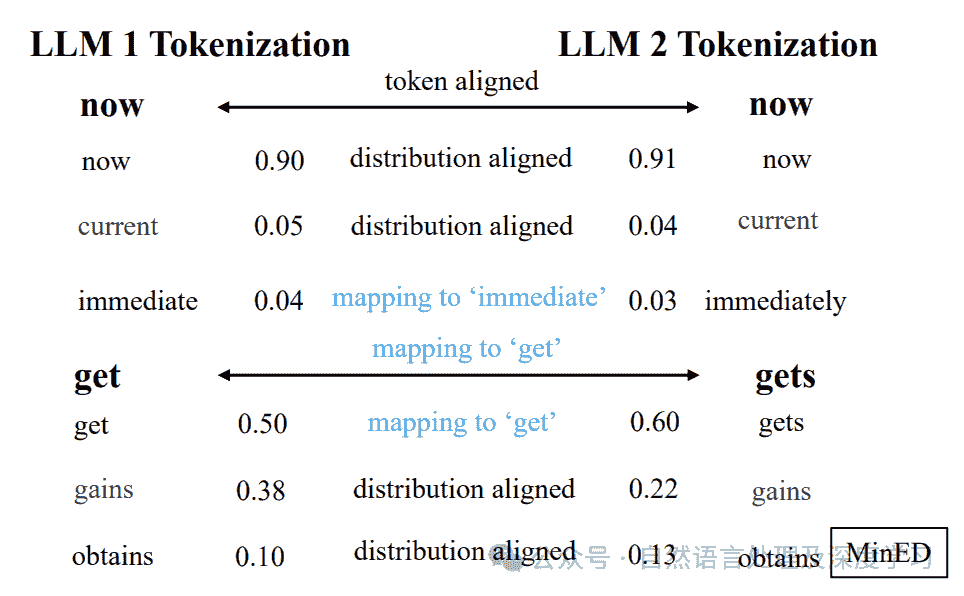 LLM 1 Tokenization LLM 2 Tokenization
token aligned
now now
now 0.90 distribution aligned 0.91 now
current 0.05 distribution aligned 0.04 current
immediate 0.04 mapping to ‘immediate’ 0.03 immediately
mapping to ‘get’
get gets
get 0.50 mapping to ‘get’ 0.60 gets
gains 0.38 distribution aligned 0.22 gains
obtains 0.10 distribution aligned 0.13 obtains
MinED
公众号 · 自然语言处理及深度学习